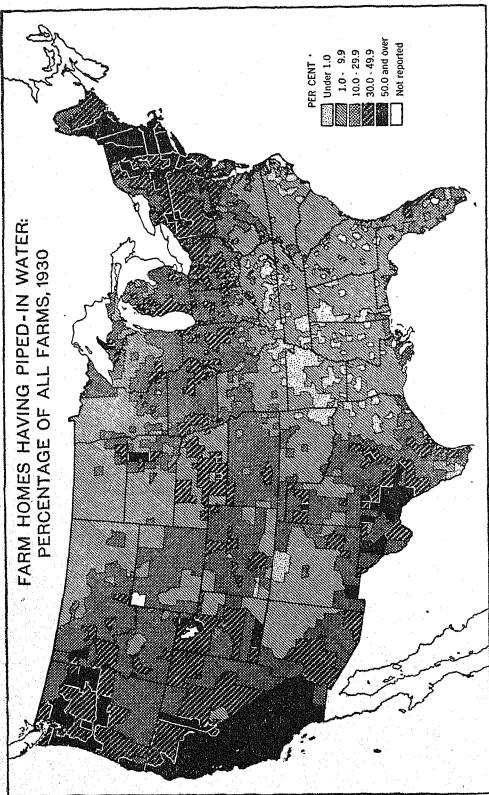 FARM HOMES HAVING PIPED-IN WATER:
PERCENTAGE OF ALL FARMS, 1930
PER CENT
Under 1.0
1.0 - 9.9
10.0 - 29.9
30.0 - 49.9
50.0 and over
Not reported